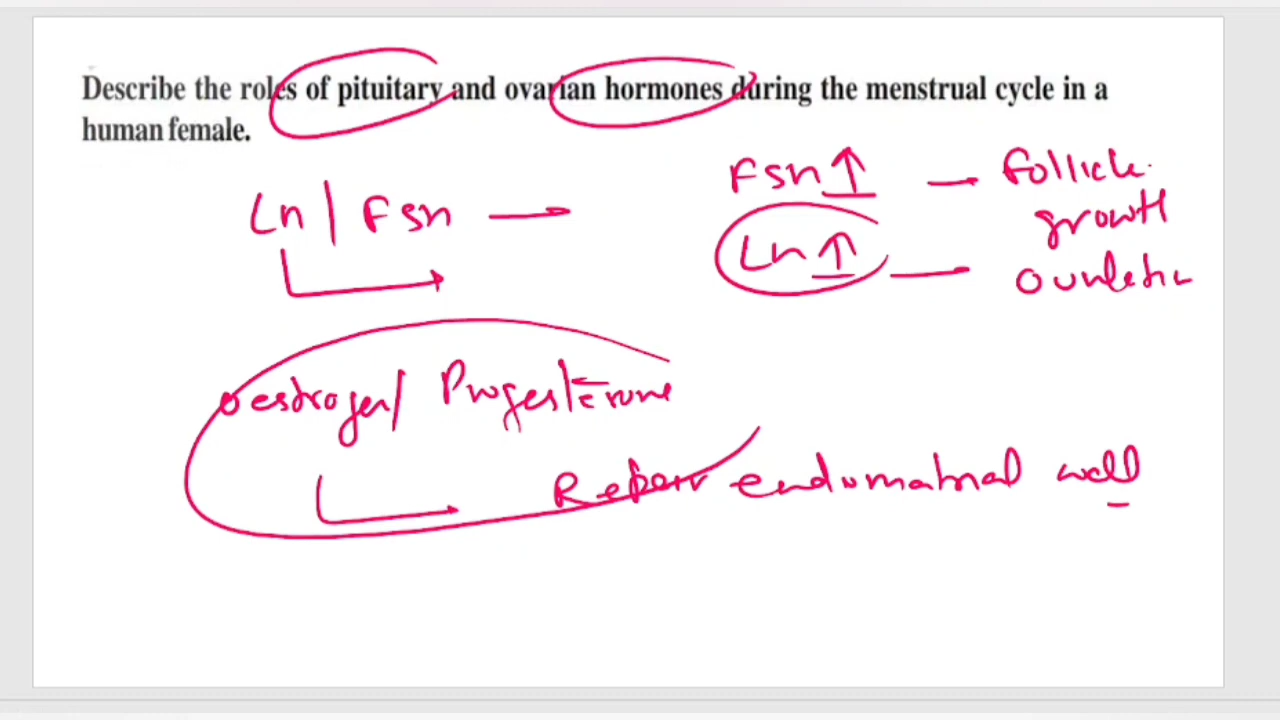 Describe the roles of pituitary and ovarian hormones during the menstrual cycle in a
human female.
FSH ↑ — follicle
growth
LH | FSH →
LH ↑ — ovulation
oestrogen/ Progesterone
Repair endometrial wall